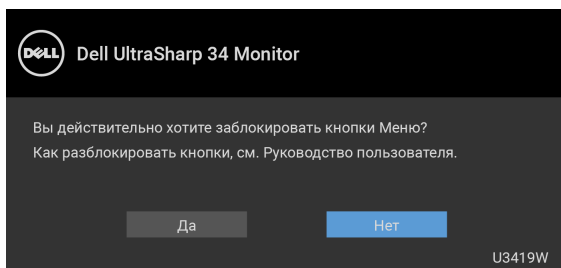 DELL
Dell UltraSharp 34 Monitor
Вы действительно хотите заблокировать кнопки Меню?
Как разблокировать кнопки, см. Руководство пользователя.
Да
Нет
U3419W